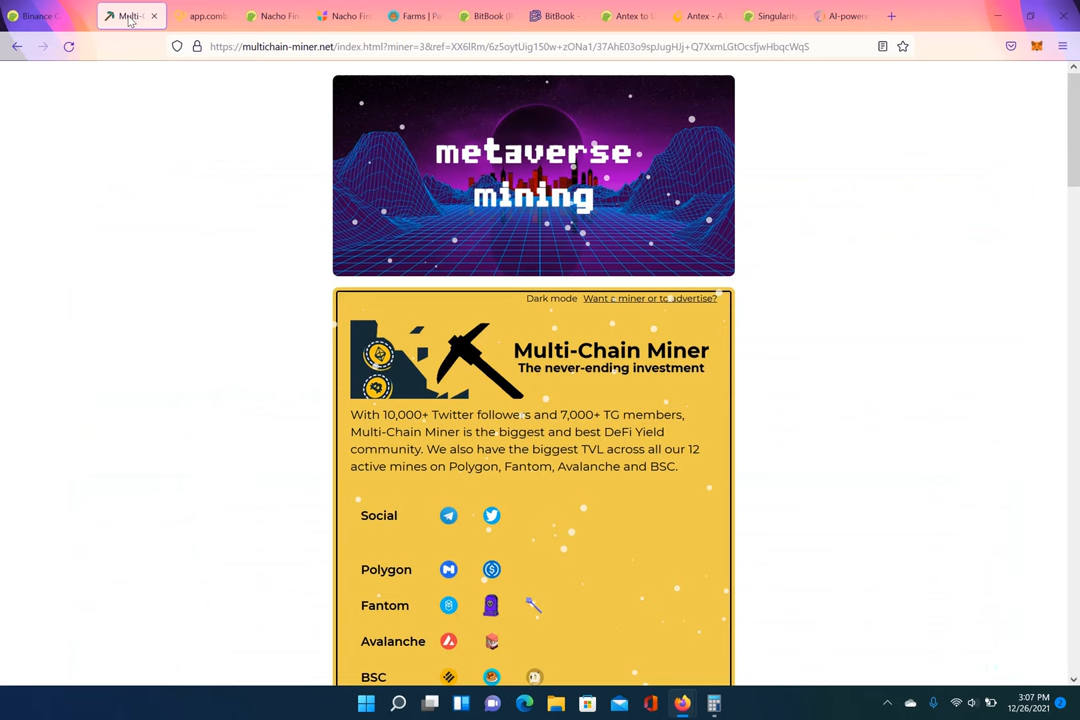 Binance C
Multi-C
app.comb
Nacho Fin
Nacho Fin
Farms | Pa
BitBook (B
BitBook -
Antex to U
Antex - A D
Singularity
AI-powere
https://multichain-miner.net/index.html?miner=3&ref=XX6lRm/6z5oytUig150w+zONa1/37AhE03o9spJugHJj+Q7XxmLGtOcsfjwHbqcWqS
metaverse
mining
Dark mode Want a miner or to advertise?
Multi-Chain Miner
The never-ending investment
With 10,000+ Twitter followers and 7,000+ TG members,
Multi-Chain Miner is the biggest and best DeFi Yield
community. We also have the biggest TVL across all our 12
active mines on Polygon, Fantom, Avalanche and BSC.
Social
Polygon
Fantom
Avalanche
BSC
3:07 PM
12/26/2021
2